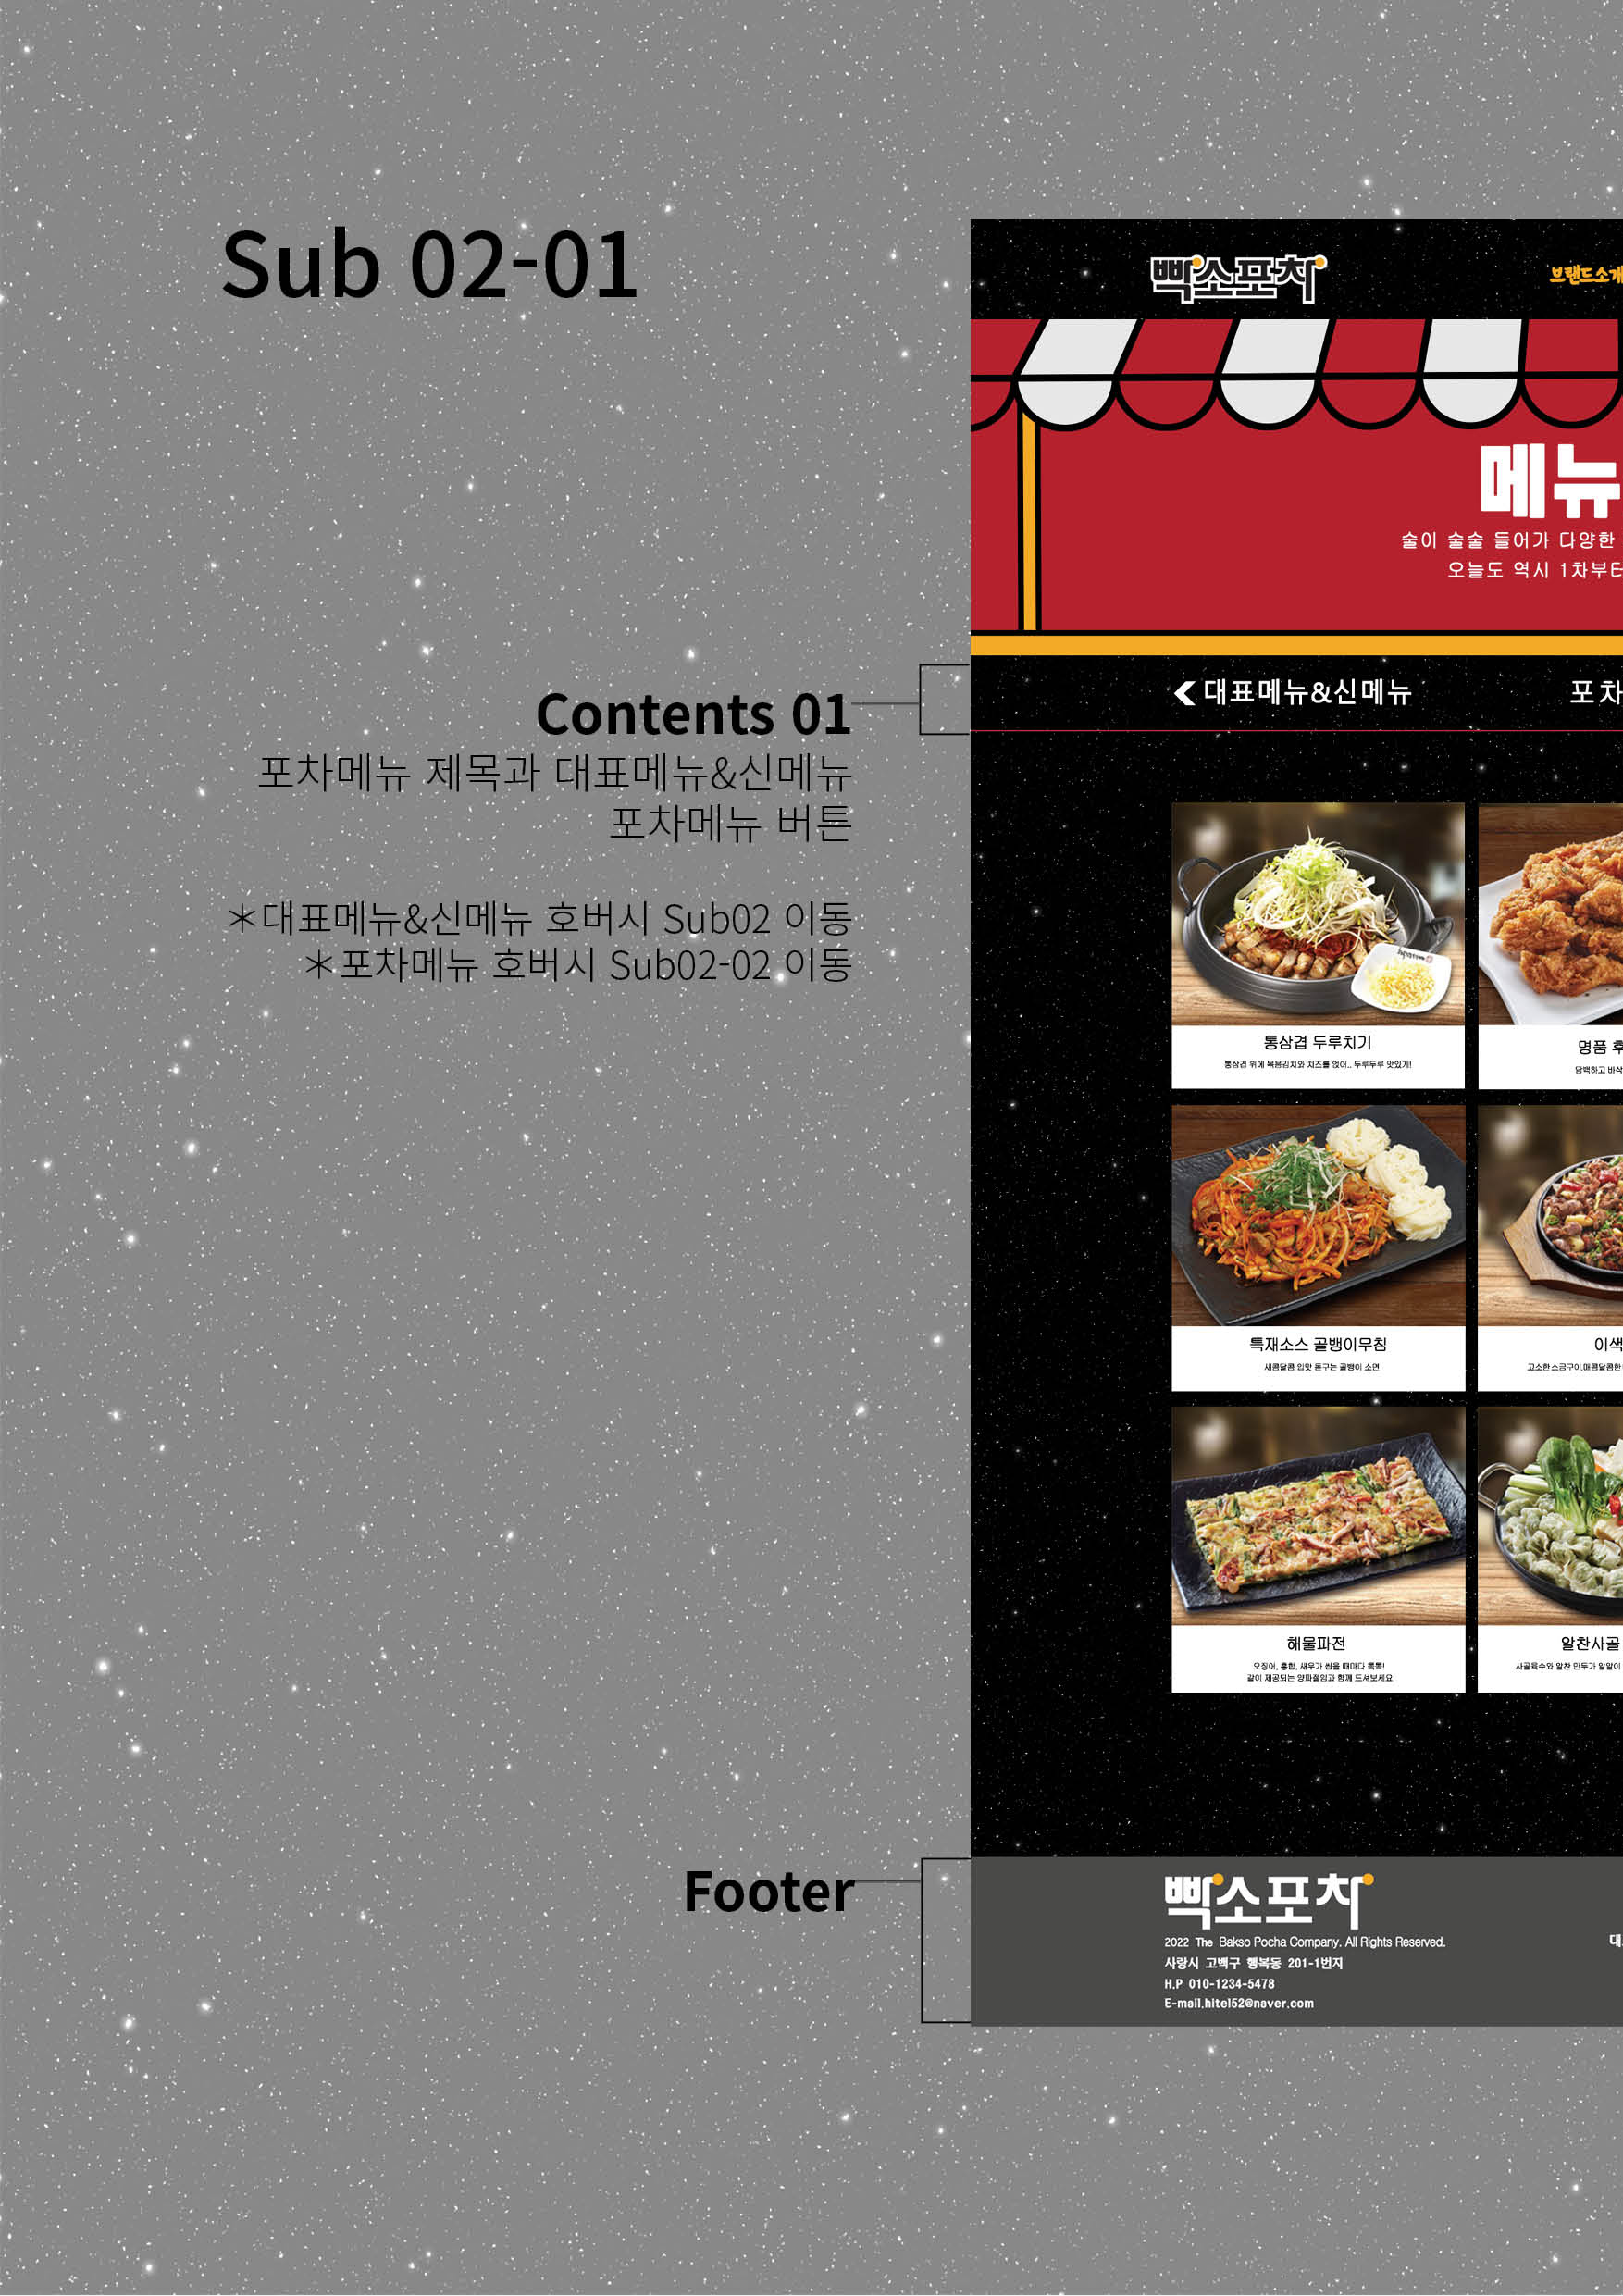 Sub 02-01
Contents 01
포차메뉴 제목과 대표메뉴&신메뉴
포차메뉴 버튼
*대표메뉴&신메뉴 호버시 Sub02 이동
*포차메뉴 호버시 Sub02-02 이동
Footer
빡소포차
브랜드소개
메뉴
술이 술술 들어가 다양한
오늘도 역시 1차부터
대표메뉴&신메뉴
포차
통삼겹 두루치기
통삼겹 위에 볶음김치와 치즈를 얹어.. 두루두루 맛있게!
명품 후
담백하고 바삭
특재소스 골뱅이무침
새콤달콤 입맛 돋구는 골뱅이 소면
이색
고소한 소금구이,매콤달콤한
해물파전
오징어, 홍합, 새우가 씹을 때마다 톡톡!
같이 제공되는 양파절임과 함께 드셔보세요
알찬사골
사골육수와 알찬 만두가 알알이
빡소포차
2022 The Bakso Pocha Company. All Rights Reserved.
사랑시 고백구 행복동 201-1번지
H.P 010-1234-5478
E-mail.hitel52@naver.com
대